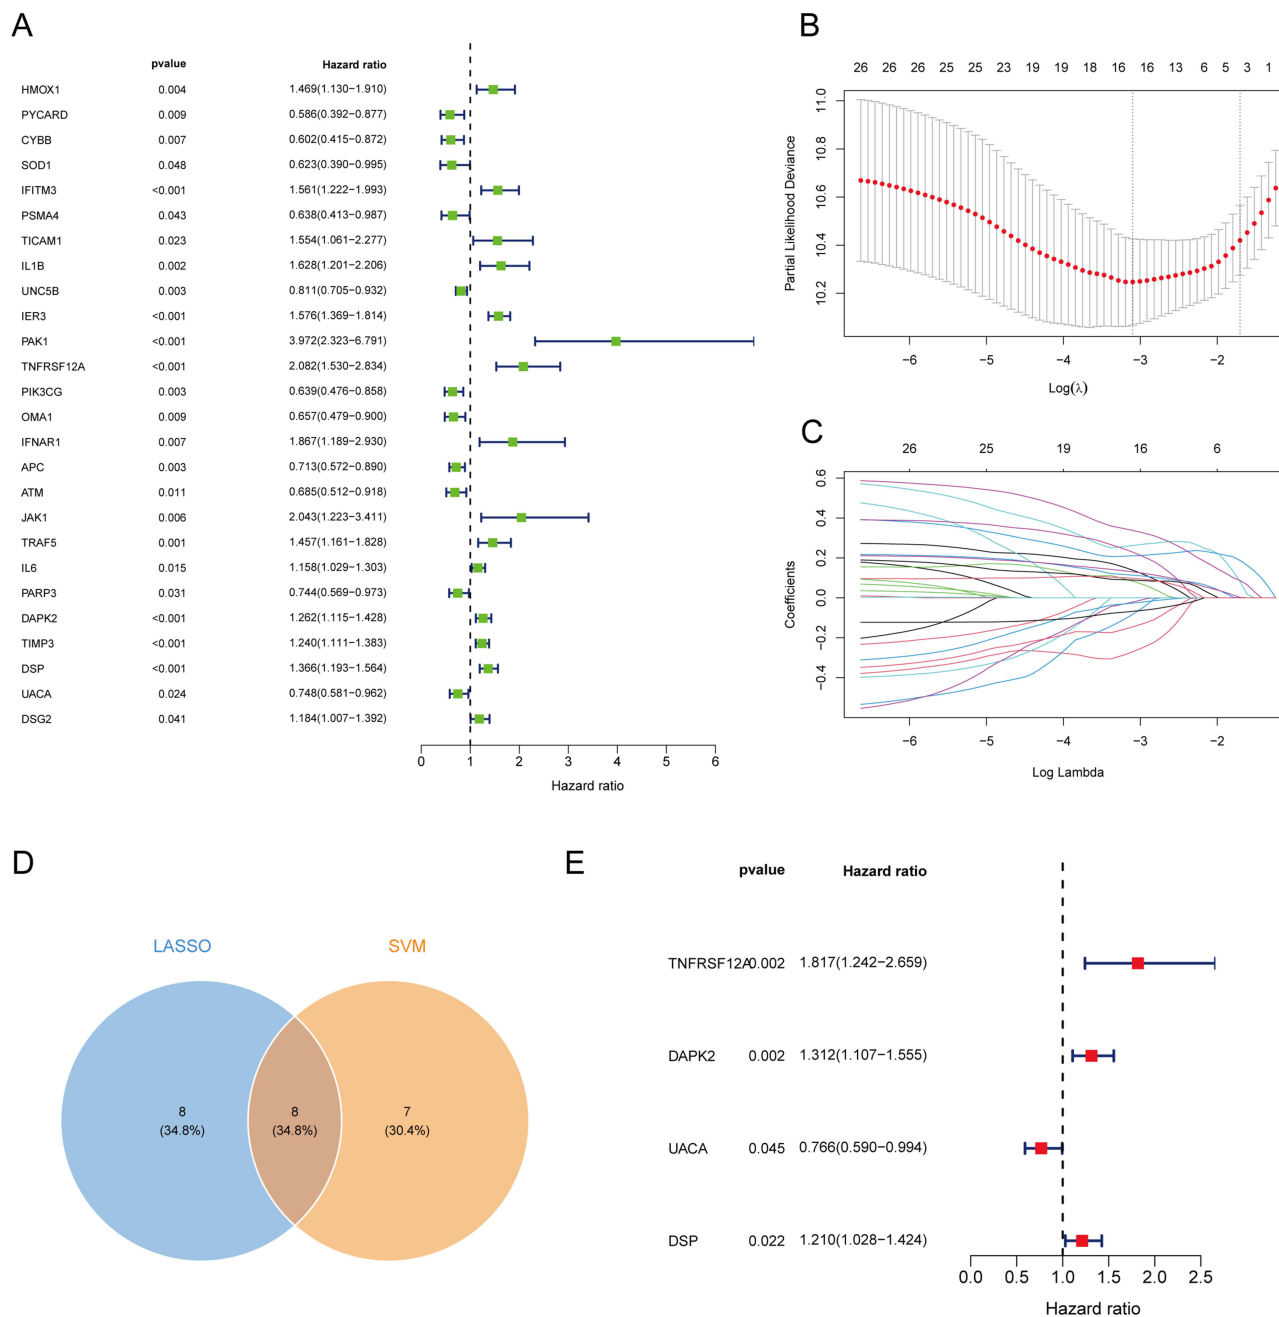 A
pvalue Hazard ratio
HMOX1 0.004 1.469(1.130−1.910)
PYCARD 0.009 0.586(0.392−0.877)
CYBB 0.007 0.602(0.415−0.872)
SOD1 0.048 0.623(0.390−0.995)
IFITM3 <0.001 1.561(1.222−1.993)
PSMA4 0.043 0.638(0.413−0.987)
TICAM1 0.023 1.554(1.061−2.277)
IL1B 0.002 1.628(1.201−2.206)
UNC5B 0.003 0.811(0.705−0.932)
IER3 <0.001 1.576(1.369−1.814)
PAK1 <0.001 3.972(2.323−6.791)
TNFRSF12A <0.001 2.082(1.530−2.834)
PIK3CG 0.003 0.639(0.476−0.858)
OMA1 0.009 0.657(0.479−0.900)
IFNAR1 0.007 1.867(1.189−2.930)
APC 0.003 0.713(0.572−0.890)
ATM 0.011 0.685(0.512−0.918)
JAK1 0.006 2.043(1.223−3.411)
TRAF5 0.001 1.457(1.161−1.828)
IL6 0.015 1.158(1.029−1.303)
PARP3 0.031 0.744(0.569−0.973)
DAPK2 <0.001 1.262(1.115−1.428)
TIMP3 <0.001 1.240(1.111−1.383)
DSP <0.001 1.366(1.193−1.564)
UACA 0.024 0.748(0.581−0.962)
DSG2 0.041 1.184(1.007−1.392)
0 1 2 3 4 5 6
Hazard ratio
B
26 26 26 25 25 23 19 19 18 16 16 13 6 5 3 1
Partial Likelihood Deviance
11.0
10.8
10.6
10.4
10.2
−6 −5 −4 −3 −2
Log(λ)
C
26 25 19 16 6
Coefficients
0.6
0.4
0.2
0.0
−0.2
−0.4
−6 −5 −4 −3 −2
Log Lambda
D
LASSO SVM
8 8 7
(34.8%) (34.8%) (30.4%)
E
pvalue Hazard ratio
TNFRSF12A 0.002 1.817(1.242−2.659)
DAPK2 0.002 1.312(1.107−1.555)
UACA 0.045 0.766(0.590−0.994)
DSP 0.022 1.210(1.028−1.424)
0.0 0.5 1.0 1.5 2.0 2.5
Hazard ratio